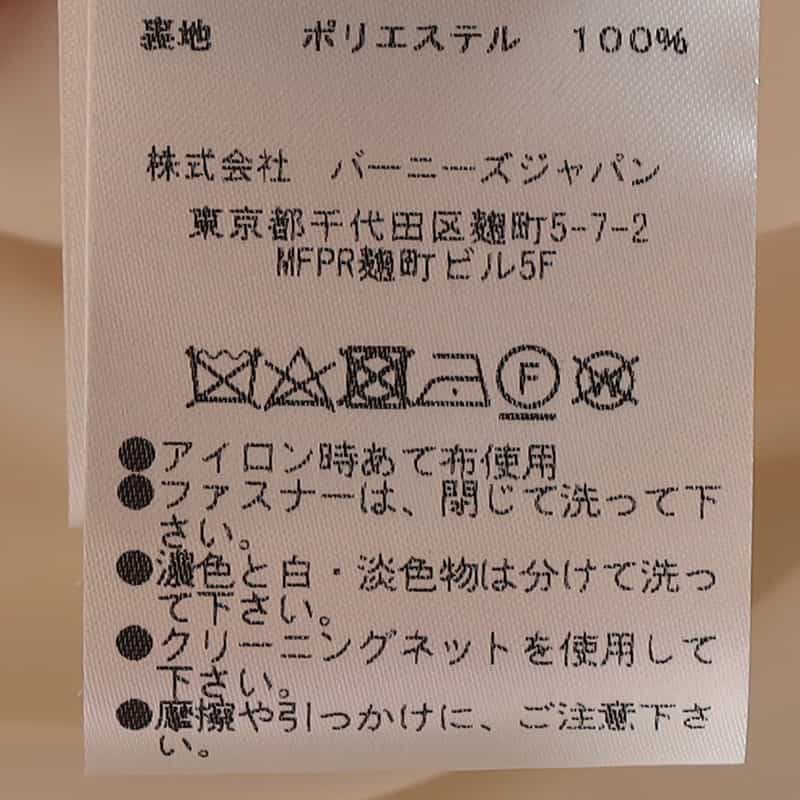 裏地 ポリエステル 100%
株式会社 バーニーズジャパン
東京都千代田区麹町5-7-2
MFPR麹町ビル5F
F W
●アイロン時あて布使用
●ファスナーは、閉じて洗って下
さい。
●濃色と白・淡色物は分けて洗っ
て下さい。
●クリーニングネットを使用して
下さい。
●摩擦や引っかけに、ご注意下さ
い。